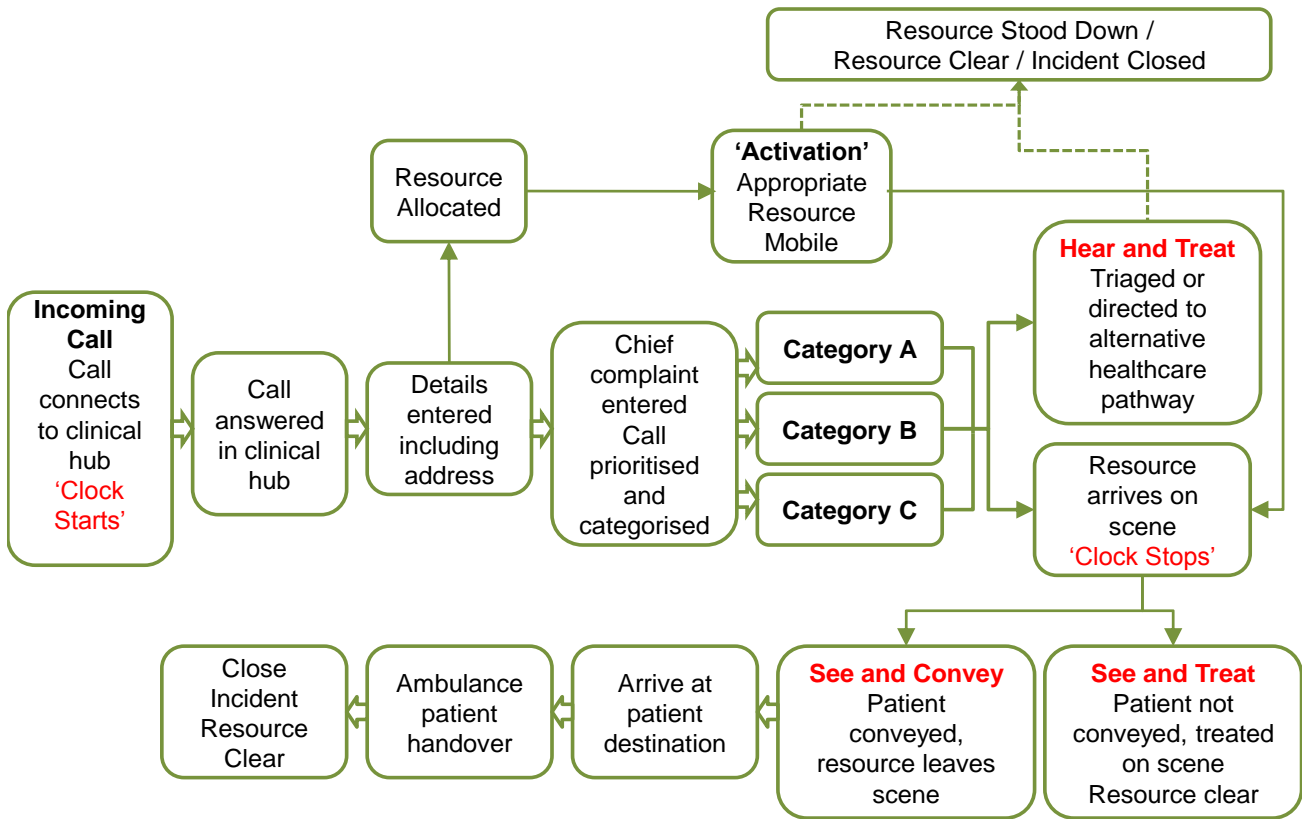 Resource Stood Down /
Resource Clear / Incident Closed
Resource
Allocated
‘Activation’
Appropriate
Resource
Mobile
Hear and Treat
Triaged or
directed to
alternative
healthcare
pathway
Incoming
Call
Call
connects
to clinical
hub
‘Clock
Starts’
Call
answered
in clinical
hub
Details
entered
including
address
Chief
complaint
entered
Call
prioritised
and
categorised
Category A
Category B
Category C
Resource
arrives on
scene
‘Clock Stops’
See and Convey
Patient
conveyed,
resource leaves
scene
See and Treat
Patient not
conveyed, treated
on scene
Resource clear
Arrive at
patient
destination
Ambulance
patient
handover
Close
Incident
Resource
Clear